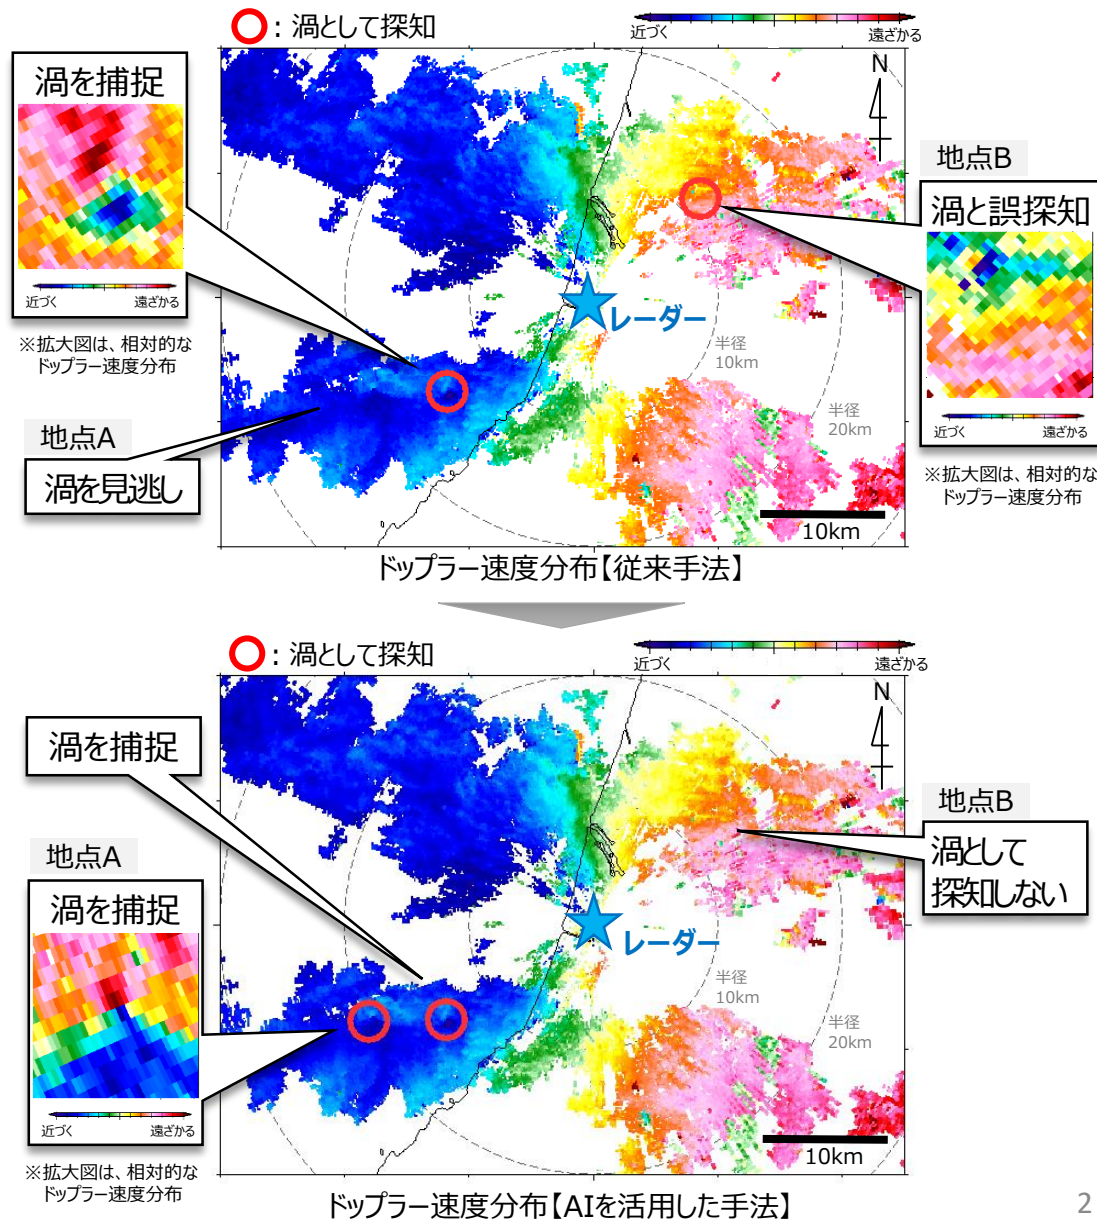 ：渦として探知
近づく
遠ざかる
N
渦を捕捉
近づく
遠ざかる
※拡大図は、相対的な
ドップラー速度分布
地点A
渦を見逃し
地点B
渦と誤探知
近づく
遠ざかる
※拡大図は、相対的な
ドップラー速度分布
レーダー
半径
10km
半径
20km
10km
ドップラー速度分布【従来手法】
：渦として探知
近づく
遠ざかる
N
渦を捕捉
地点A
渦を捕捉
近づく
遠ざかる
※拡大図は、相対的な
ドップラー速度分布
地点B
渦として
探知しない
レーダー
半径
10km
半径
20km
10km
ドップラー速度分布【AIを活用した手法】
2